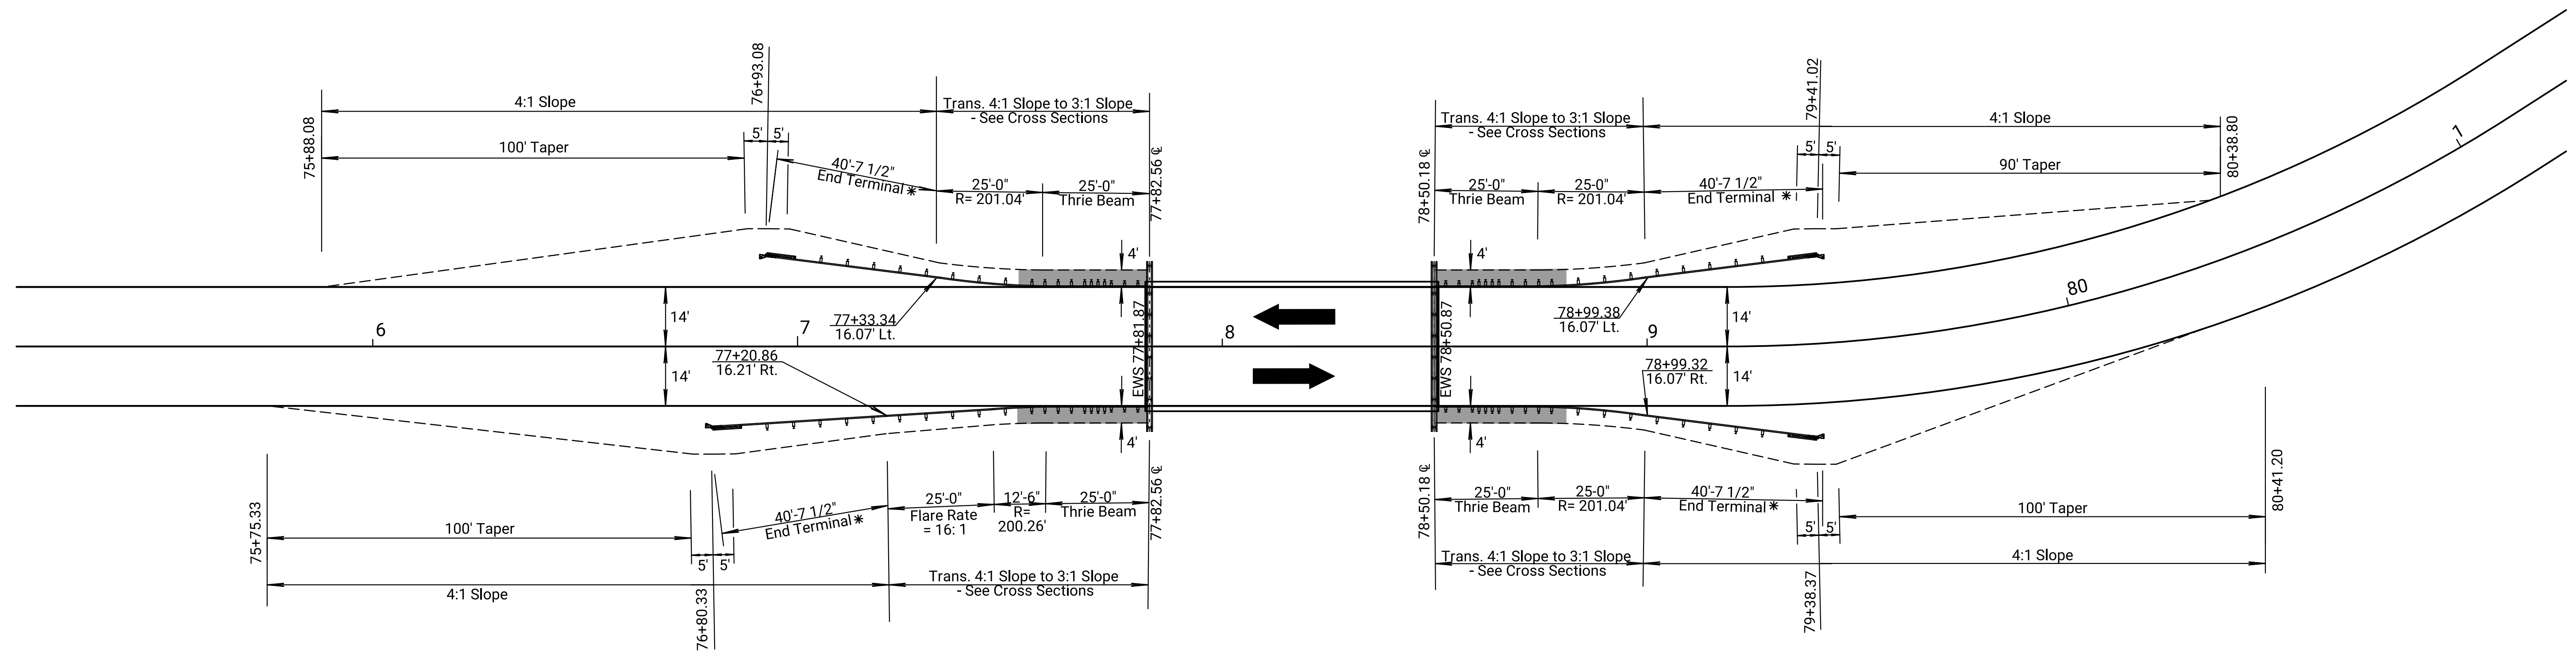 75+88.08
4:1 Slope
100' Taper
76+93.08
5'
5'
40'-7 1/2"
End Terminal *
Trans. 4:1 Slope to 3:1 Slope
- See Cross Sections
25'-0"
R= 201.04'
25'-0"
Thrie Beam
77+82.56 ℄
4'
78+50.18 ℄
Trans. 4:1 Slope to 3:1 Slope
- See Cross Sections
25'-0"
Thrie Beam
25-0"
R= 201.04'
40'-7 1/2"
End Terminal *
79+41.02
5'
5'
4:1 Slope
90' Taper
80+38.80
4'
6
7
8
9
80
1
14'
14'
77+33.34
16.07' Lt.
77+20.86
16.21' Rt.
EWS 77+81.87
EWS 78+50.87
78+99.38
16.07' Lt.
78+99.32
16.07' Rt.
14'
14'
75+75.33
100' Taper
4:1 Slope
76+80.33
5'
5'
40'-7 1/2"
End Terminal *
25'-0"
Flare Rate
= 16: 1
12'-6"
R=
200.26'
25'-0"
Thrie Beam
Trans. 4:1 Slope to 3:1 Slope
- See Cross Sections
4'
77+82.56 ℄
78+50.18 ℄
4'
25'-0"
Thrie Beam
25-0"
R= 201.04'
40'-7 1/2"
End Terminal *
Trans. 4:1 Slope to 3:1 Slope
- See Cross Sections
5'
5'
79+38.37
100' Taper
4:1 Slope
80+41.20